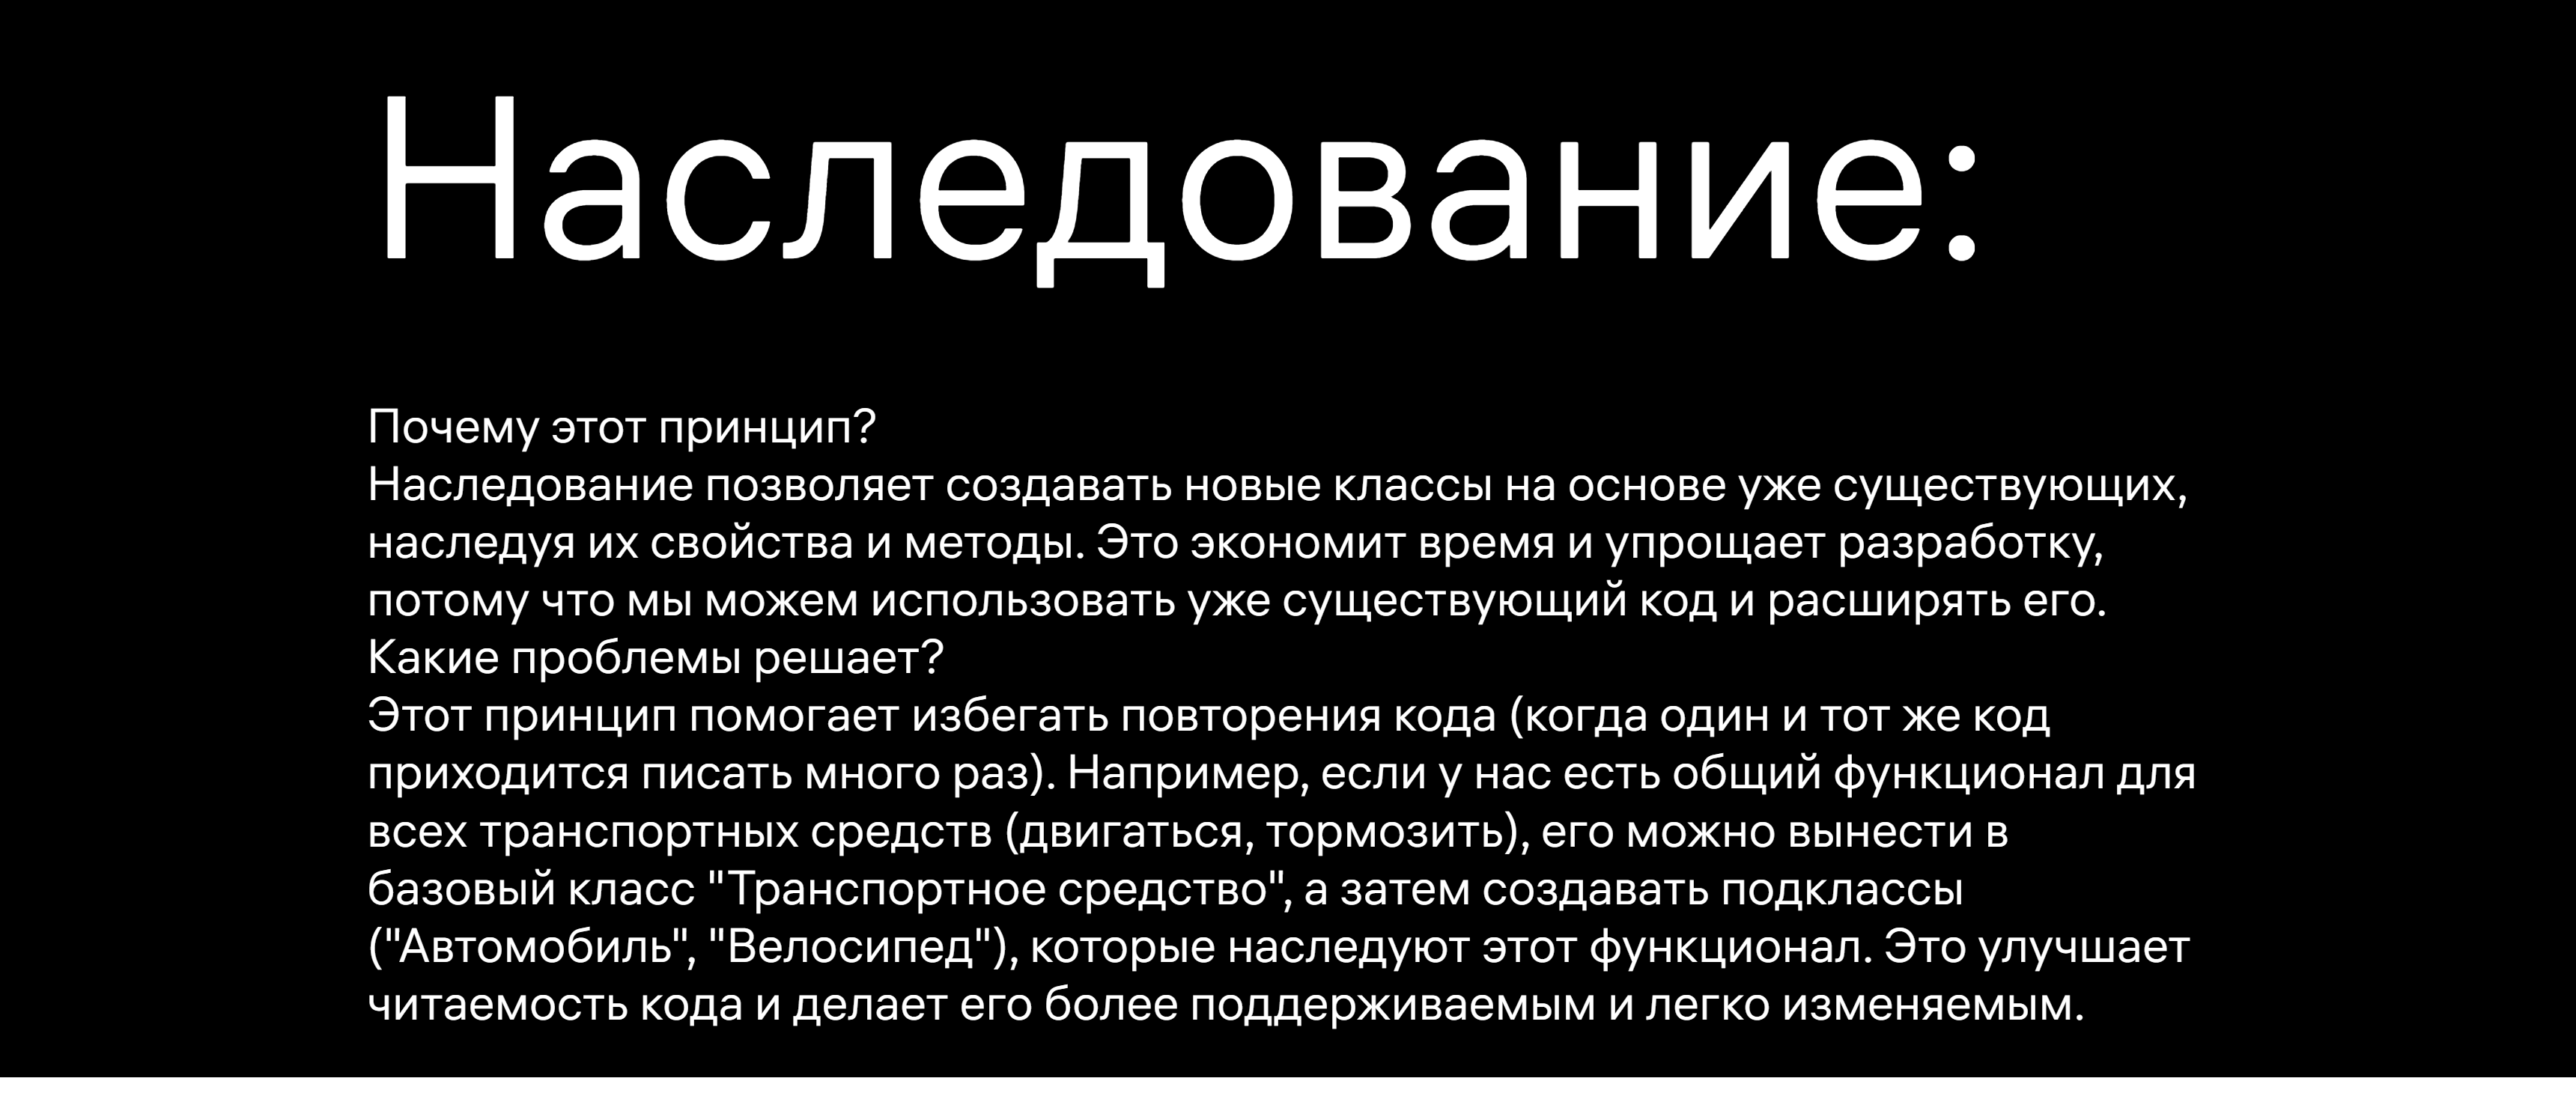 Наследование:
Почему этот принцип?
Наследование позволяет создавать новые классы на основе уже существующих,
наследуя их свойства и методы. Это экономит время и упрощает разработку,
потому что мы можем использовать уже существующий код и расширять его.
Какие проблемы решает?
Этот принцип помогает избегать повторения кода (когда один и тот же код
приходится писать много раз). Например, если у нас есть общий функционал для
всех транспортных средств (двигаться, тормозить), его можно вынести в
базовый класс "Транспортное средство", а затем создавать подклассы
("Автомобиль", "Велосипед"), которые наследуют этот функционал. Это улучшает
читаемость кода и делает его более поддерживаемым и легко изменяемым.